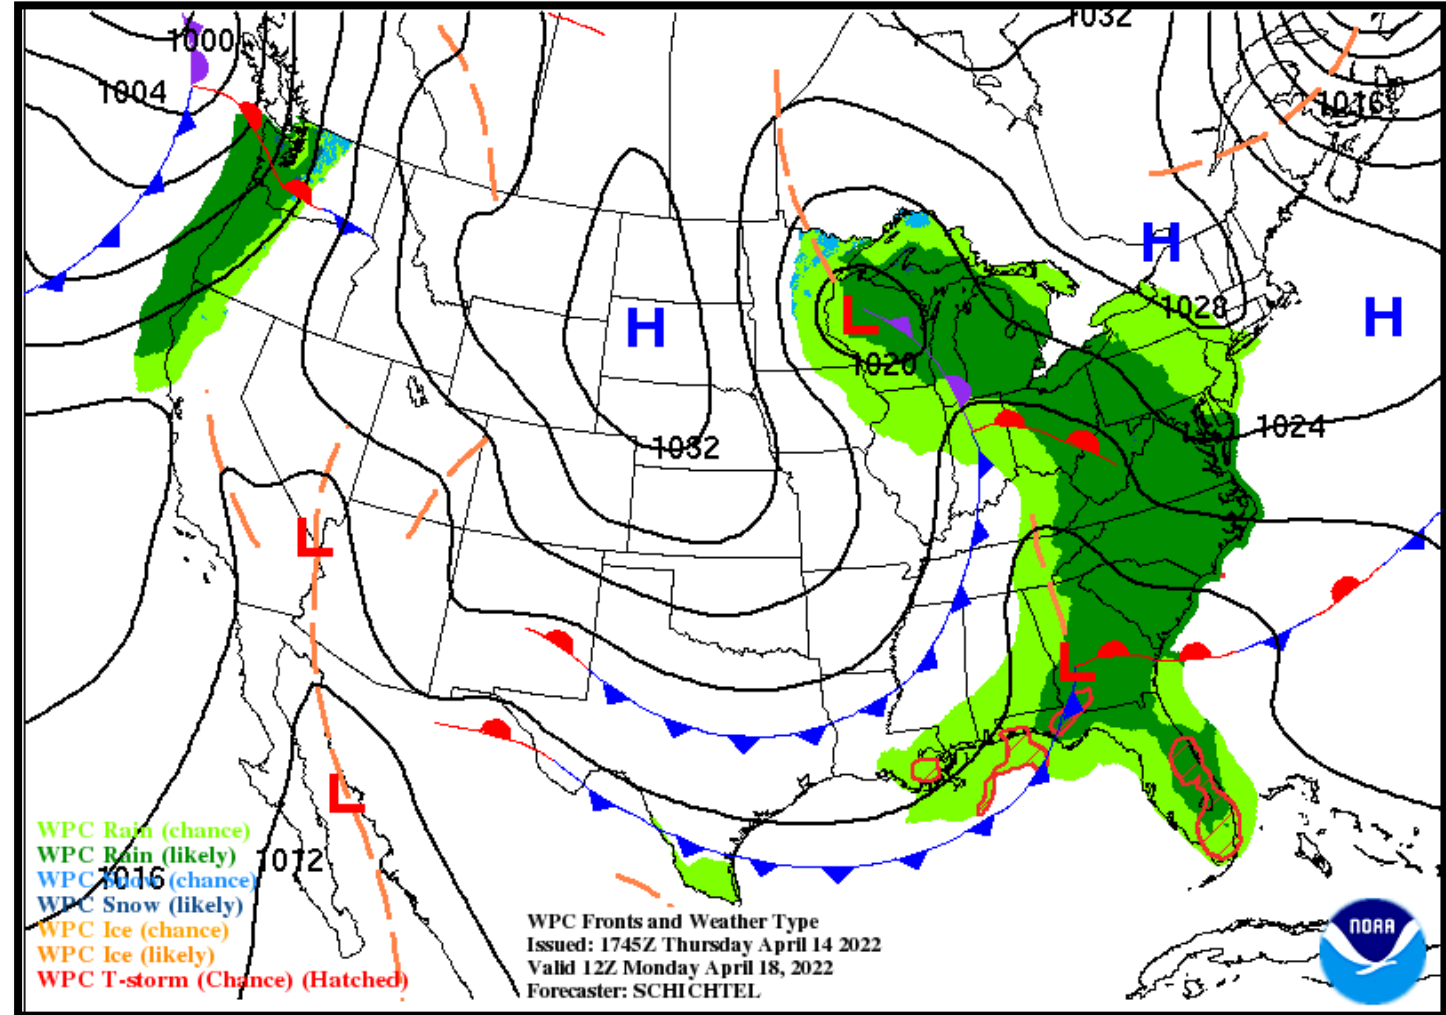 1032
1000
1004
1016
H
H
1028
H
L
1020
1024
1032
L
L
L
WPC Rain (chance)
WPC Rain (likely)
1012
1016
WPC Snow (chance)
WPC Snow (likely)
WPC Ice (chance)
WPC Ice (likely)
WPC T-storm (Chance) (Hatched)
WPC Fronts and Weather Type
Issued: 1745Z Thursday April 14 2022
Valid 12Z Monday April 18, 2022
Forecaster: SCHICHTEL
NOAA